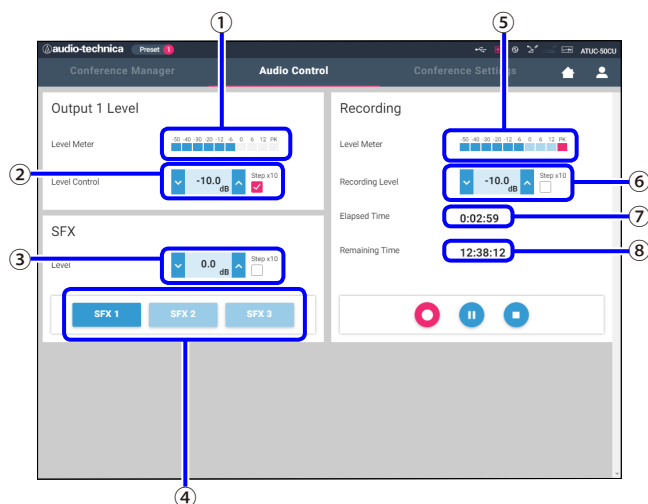 ① ⑤
audio-technica Preset 1 ATUC-50CU
Conference Manager Audio Control Conference Settings
Output 1 Level
Level Meter -50 -40 -30 -20 -12 -6 0 6 12 PK
② Level Control -10.0 dB Step x10
SFX
③ Level 0.0 dB Step x10
SFX 1 SFX 2 SFX 3
④
Recording
Level Meter -50 -40 -30 -20 -12 -6 0 6 12 PK
Recording Level -10.0 dB Step x10 ⑥
Elapsed Time 0:02:59 ⑦
Remaining Time 12:38:12 ⑧